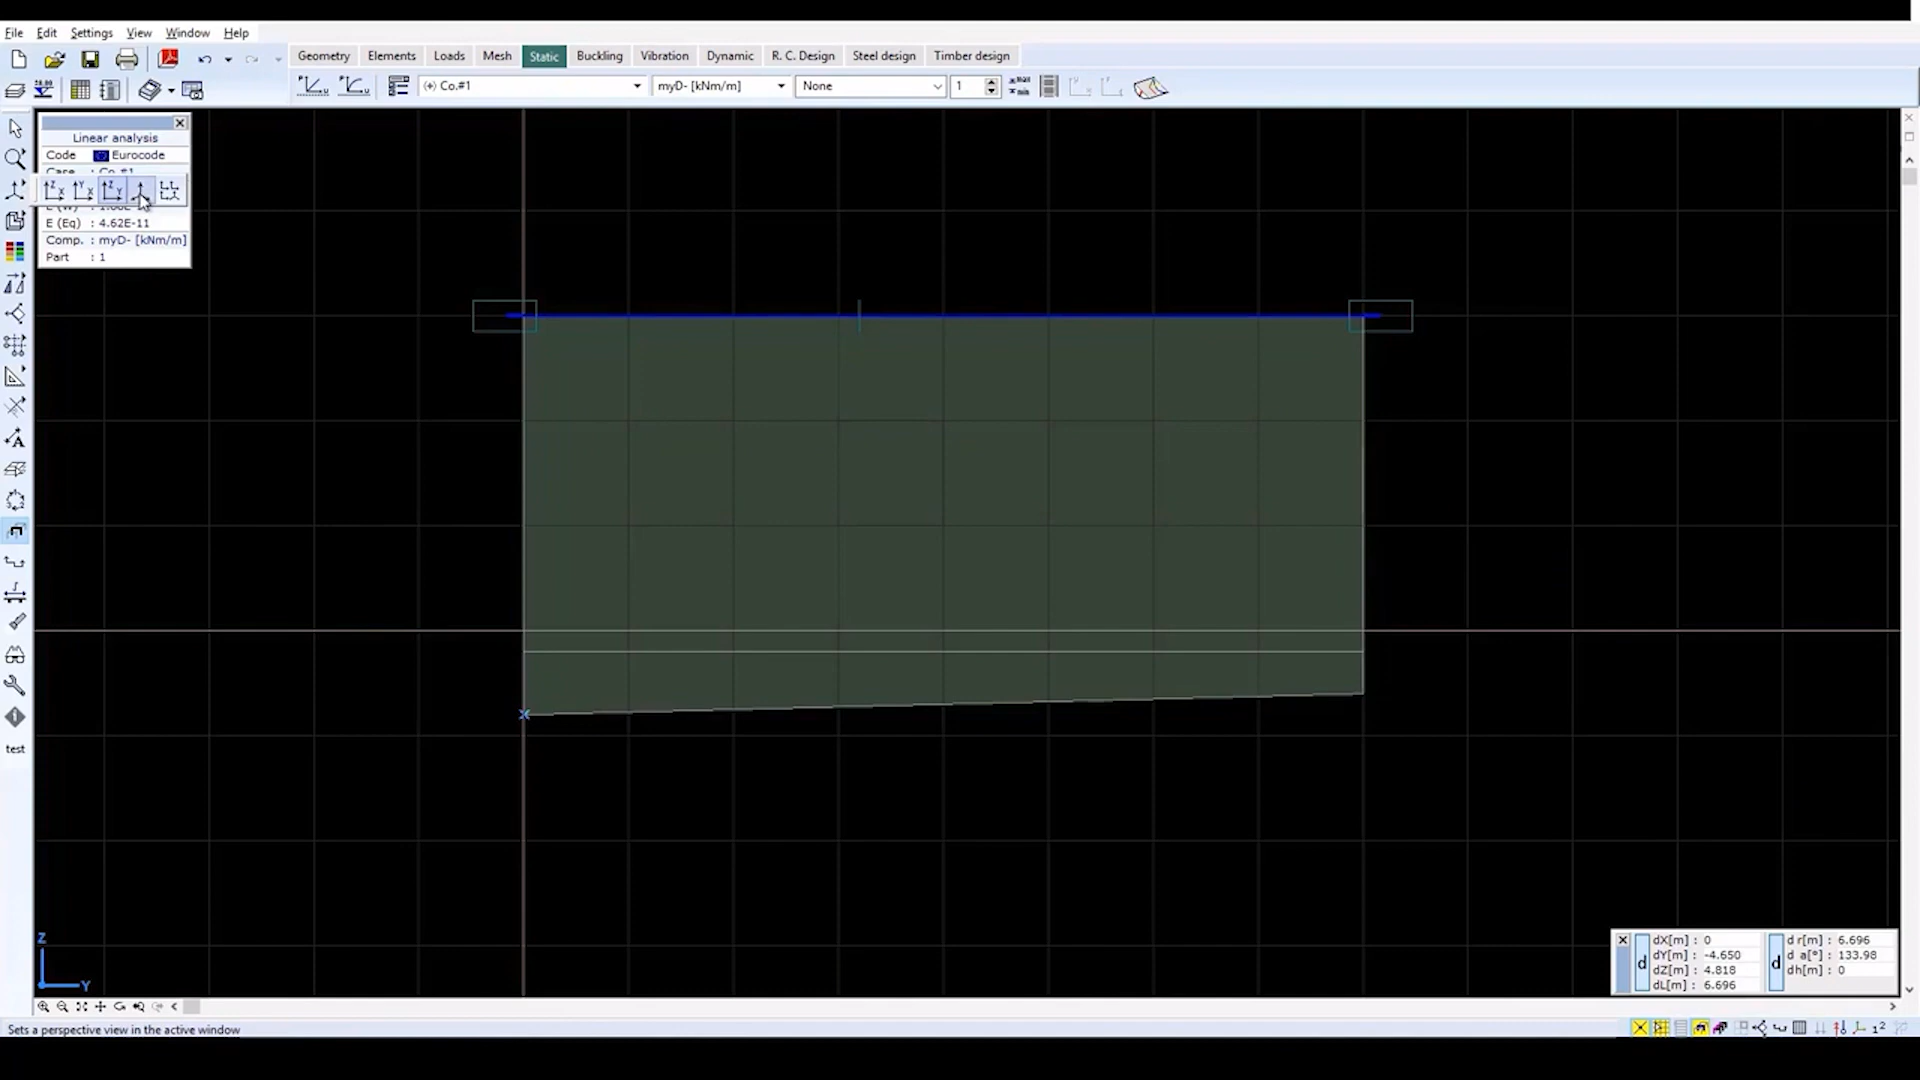 File Edit Settings View Window Help
Geometry Elements Loads Mesh Static Buckling Vibration Dynamic R. C. Design Steel design Timber design
(+) Co.#1 myD- [kNm/m] None 1
Linear analysis
Code Eurocode
Case : Co.#1
E (Eq) : 4.62E-11
Comp. : myD- [kNm/m]
Part : 1
test
Z
Y
dX[m] : 0 d r[m] : 6.696
dY[m] : -4.650 d a[°] : 133.98
dZ[m] : 4.818 dh[m] : 0
dL[m] : 6.696
d d
Sets a perspective view in the active window